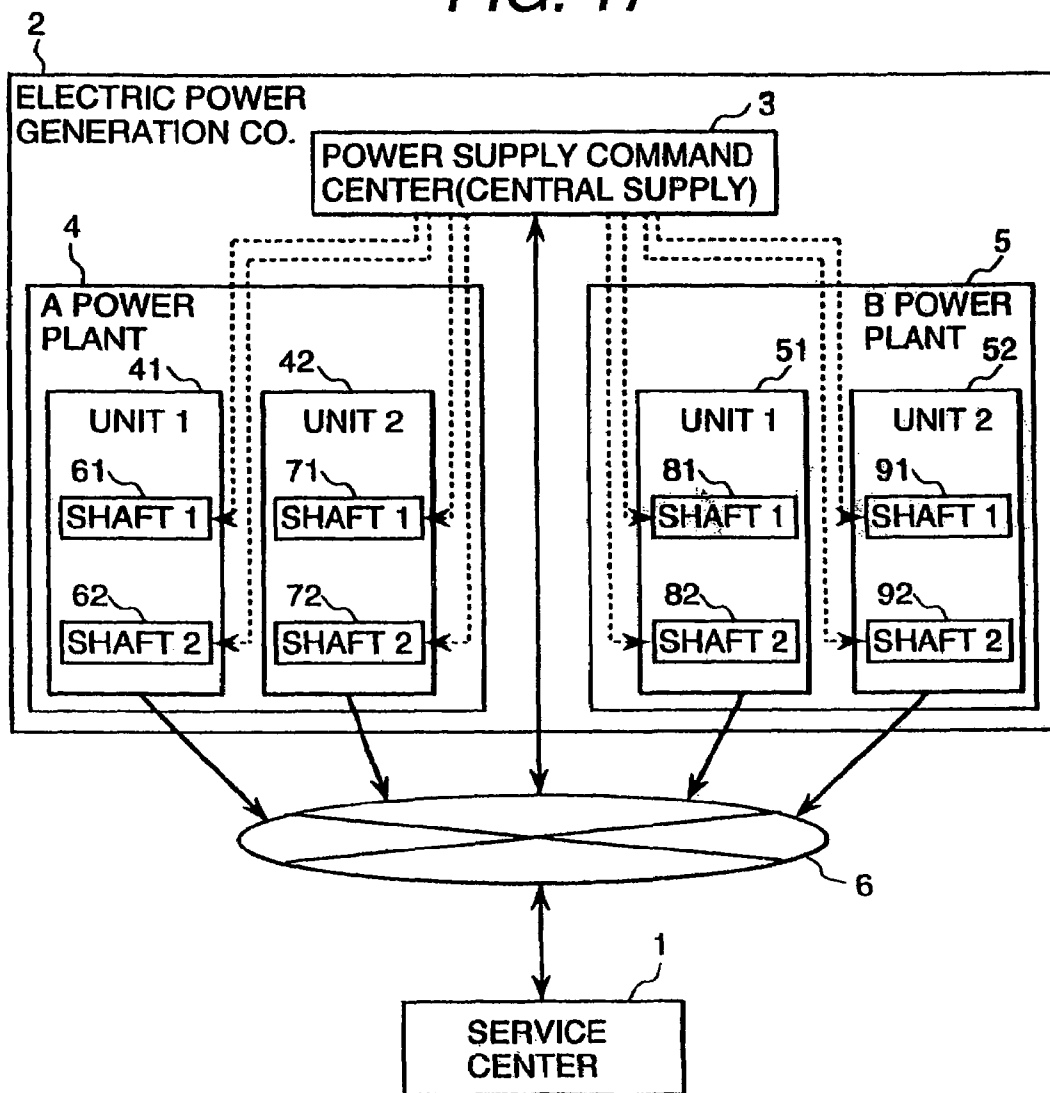 FIG.
2
ELECTRIC POWER
GENERATION CO.
3
POWER SUPPLY COMMAND
CENTER(CENTRAL SUPPLY)
4
A POWER
PLANT
5
B POWER
PLANT
41
UNIT 1
61
SHAFT 1
62
SHAFT 2
42
UNIT 2
71
SHAFT 1
72
SHAFT 2
51
UNIT 1
81
SHAFT 1
82
SHAFT 2
52
UNIT 2
91
SHAFT 1
92
SHAFT 2
6
1
SERVICE
CENTER